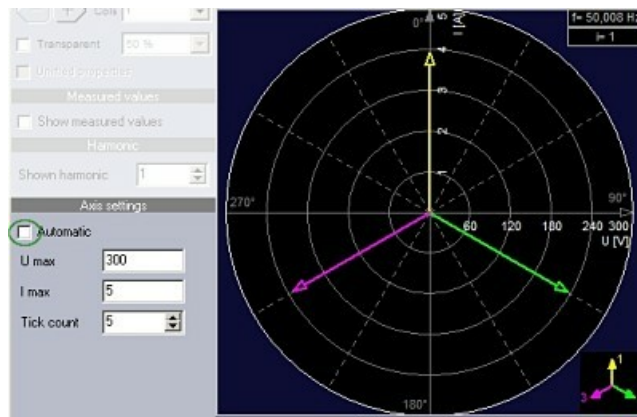 Cols 1
Transparent 50 %
Unified properties
Measured values
Show measured values
Harmonic
Shown harmonic 1
Axis settings
Automatic
U max 300
I max 5
Tick count 5
f= 50,008 Hz
i= 1
0°
I [A]
5
4
3
2
1
270°
90°
60 120 180 240 300
U [V]
180°
1
3